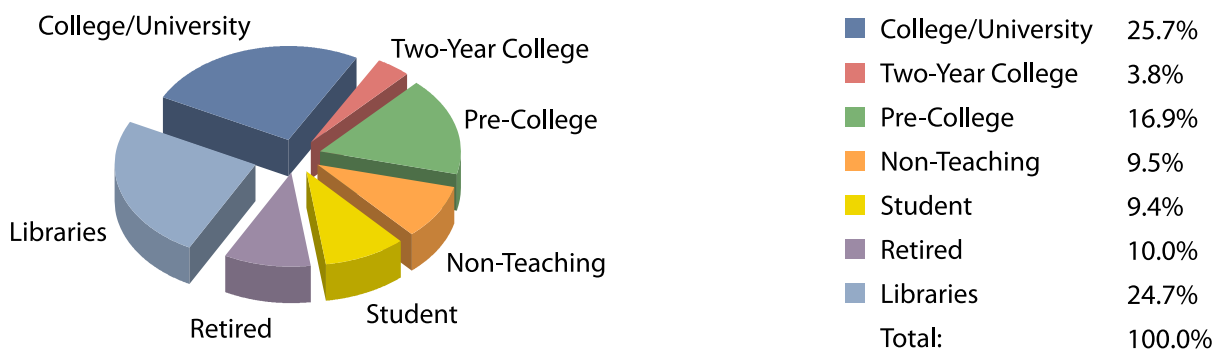 College/University
Two-Year College
Pre-College
Libraries
Non-Teaching
Retired
Student
College/University 25.7%
Two-Year College 3.8%
Pre-College 16.9%
Non-Teaching 9.5%
Student 9.4%
Retired 10.0%
Libraries 24.7%
Total: 100.0%